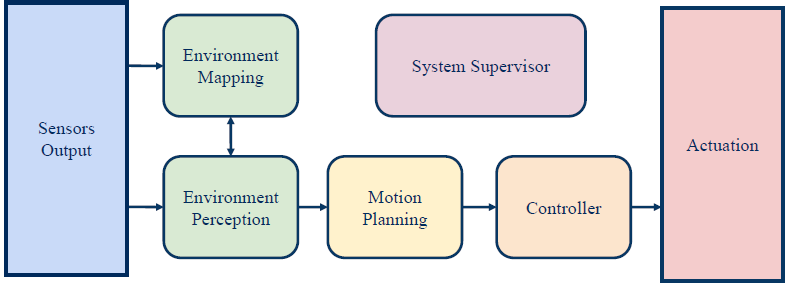 Sensors
Output
Environment
Mapping
System Supervisor
Environment
Perception
Motion
Planning
Controller
Actuation